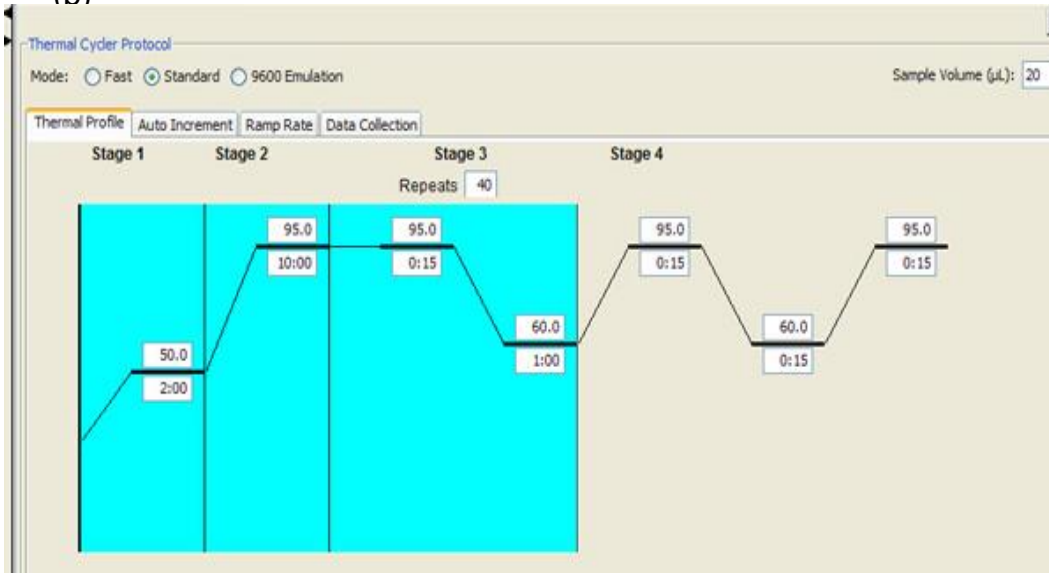 (b)
Thermal Cycler Protocol
Mode: Fast Standard 9600 Emulation Sample Volume (µL): 20
Thermal Profile Auto Increment Ramp Rate Data Collection
Stage 1 Stage 2 Stage 3 Stage 4
Repeats 40
95.0 95.0 95.0 95.0
10:00 0:15 0:15 0:15
60.0 60.0
1:00 0:15
50.0
2:00